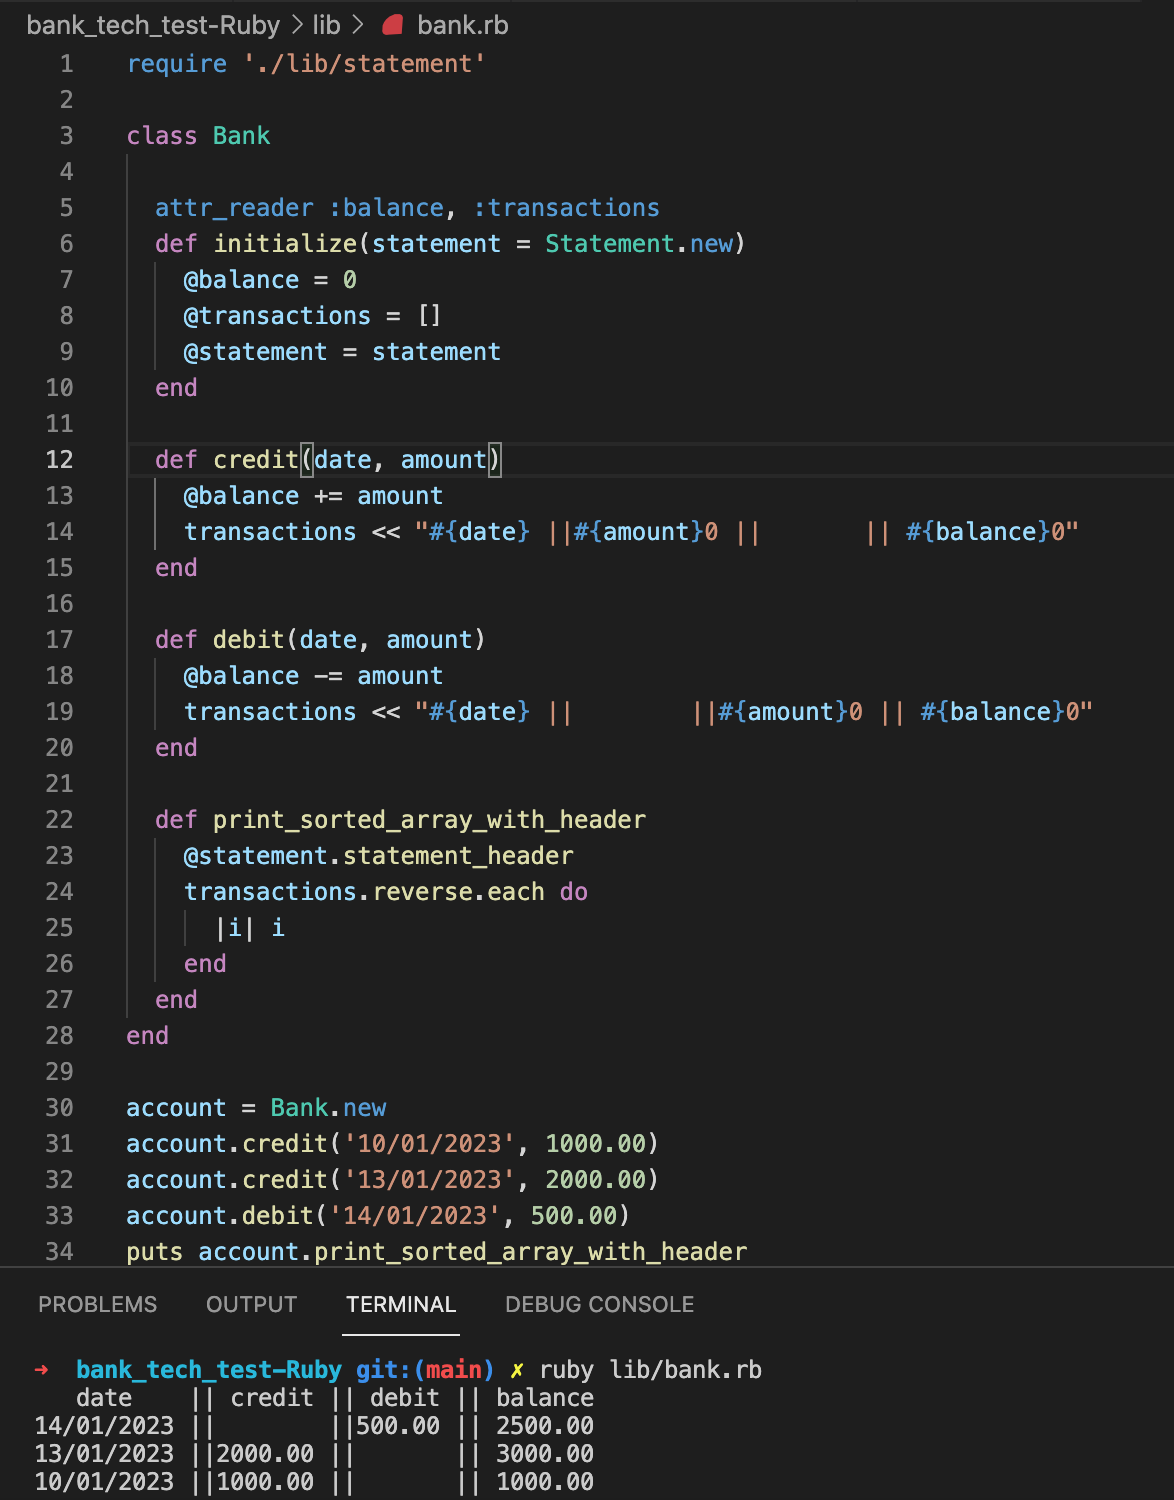 bank_tech_test-Ruby > lib > bank.rb
1 require './lib/statement'
2
3 class Bank
4
5   attr_reader :balance, :transactions
6   def initialize(statement = Statement.new)
7     @balance = 0
8     @transactions = []
9     @statement = statement
10   end
11
12   def credit(date, amount)
13     @balance += amount
14     transactions << "#{date} ||#{amount}0 ||       || #{balance}0"
15   end
16
17   def debit(date, amount)
18     @balance -= amount
19     transactions << "#{date} ||        ||#{amount}0 || #{balance}0"
20   end
21
22   def print_sorted_array_with_header
23     @statement.statement_header
24     transactions.reverse.each do
25       |i| i
26     end
27   end
28 end
29
30 account = Bank.new
31 account.credit('10/01/2023', 1000.00)
32 account.credit('13/01/2023', 2000.00)
33 account.debit('14/01/2023', 500.00)
34 puts account.print_sorted_array_with_header
PROBLEMS OUTPUT TERMINAL DEBUG CONSOLE
➜  bank_tech_test-Ruby git:(main) ✗ ruby lib/bank.rb
   date    || credit || debit || balance
14/01/2023 ||        ||500.00 || 2500.00
13/01/2023 ||2000.00 ||       || 3000.00
10/01/2023 ||1000.00 ||       || 1000.00